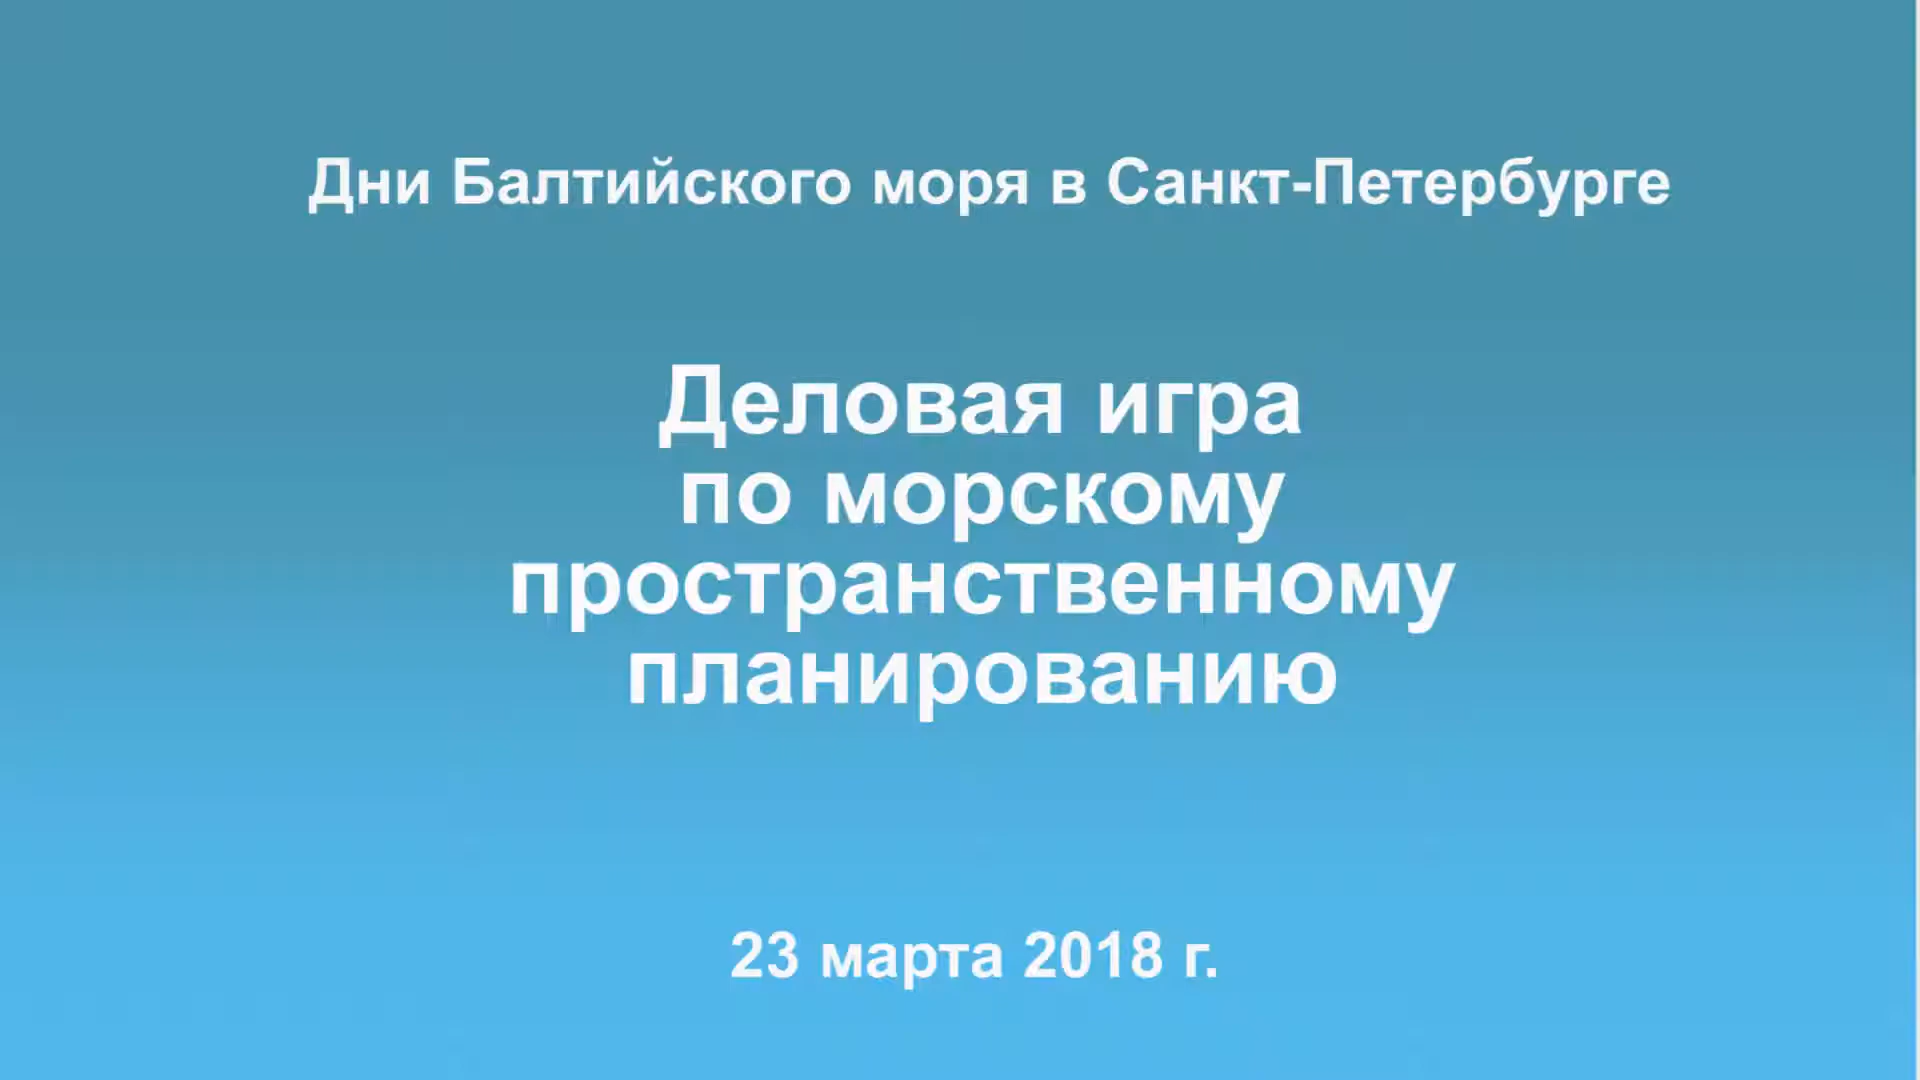 Дни Балтийского моря в Санкт-Петербурге
Деловая игра
по морскому
пространственному
планированию
23 марта 2018 г.